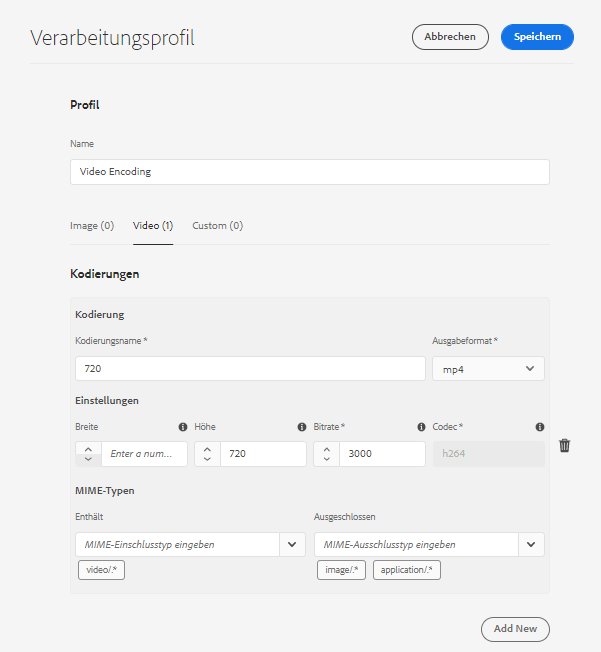 Verarbeitungsprofil
Abbrechen
Speichern
Profil
Name
Video Encoding
Image (0) Video (1) Custom (0)
Kodierungen
Kodierung
Kodierungsname * Ausgabeformat *
720 mp4
Einstellungen
Breite Höhe Bitrate * Codec *
Enter a num... 720 3000 h264
MIME-Typen
Enthält Ausgeschlossen
MIME-Einschlusstyp eingeben MIME-Ausschlusstyp eingeben
video/.* image/.* application/.*
Add New